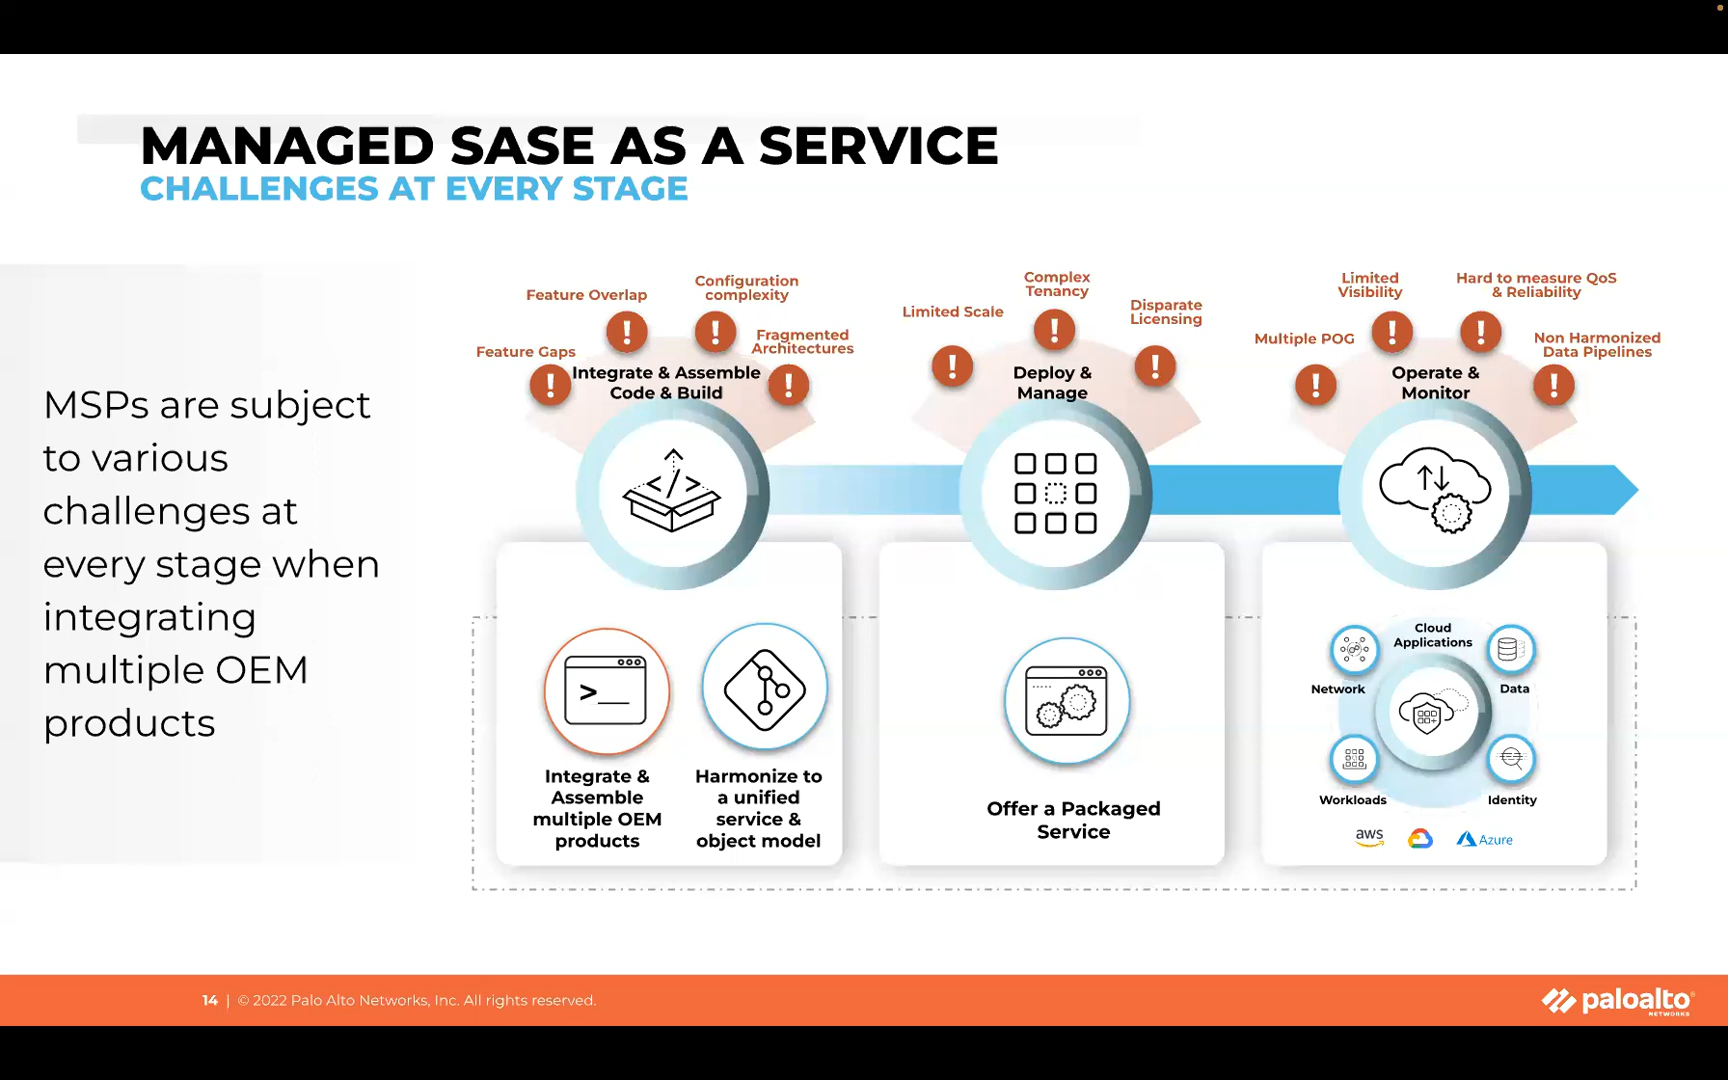 MANAGED SASE AS A SERVICE
CHALLENGES AT EVERY STAGE
MSPs are subject
to various
challenges at
every stage when
integrating
multiple OEM
products
Feature Gaps
Feature Overlap
Configuration
complexity
Fragmented
Architectures
Integrate & Assemble
Code & Build
</>
Limited Scale
Complex
Tenancy
Disparate
Licensing
Deploy &
Manage
Multiple POG
Limited
Visibility
Hard to measure QoS
& Reliability
Non Harmonized
Data Pipelines
Operate &
Monitor
>_
Integrate &
Assemble
multiple OEM
products
Harmonize to
a unified
service &
object model
Offer a Packaged
Service
Cloud
Applications
Network
Data
Workloads
Identity
aws
Azure
14 | © 2022 Palo Alto Networks, Inc. All rights reserved.
paloalto
NETWORKS